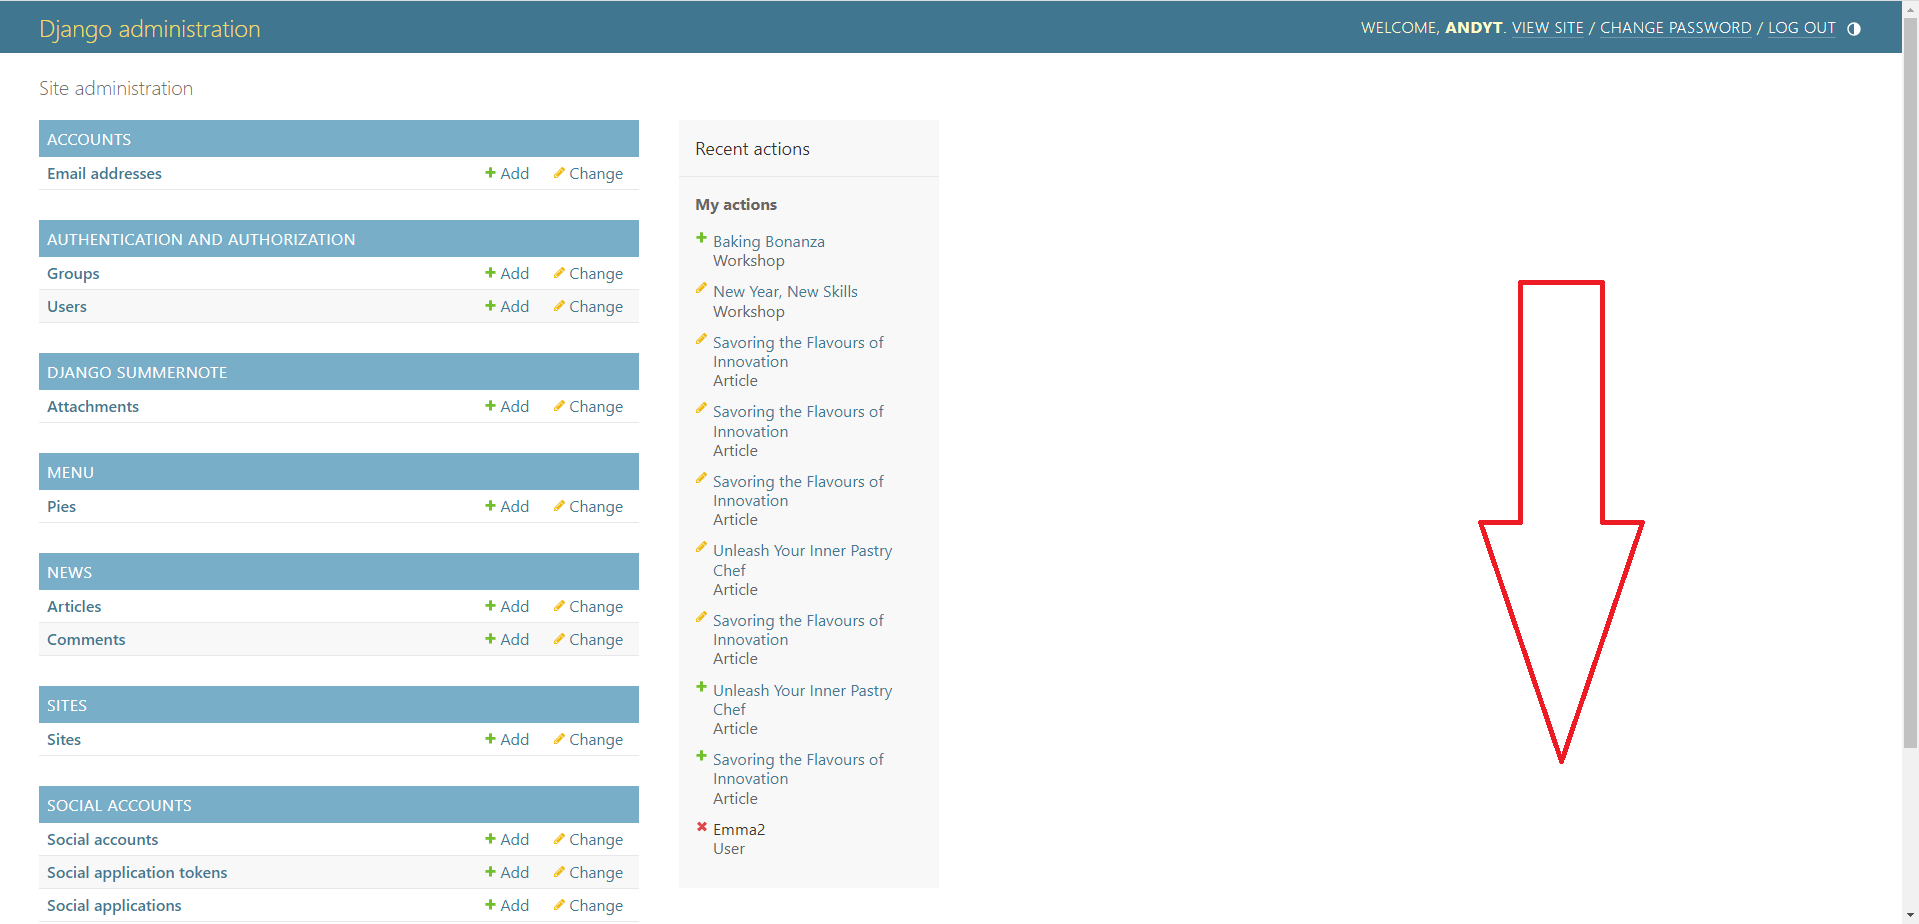 Django administration
WELCOME, ANDYT. VIEW SITE / CHANGE PASSWORD / LOG OUT
Site administration
ACCOUNTS
Email addresses Add Change
AUTHENTICATION AND AUTHORIZATION
Groups Add Change
Users Add Change
DJANGO SUMMERNOTE
Attachments Add Change
MENU
Pies Add Change
NEWS
Articles Add Change
Comments Add Change
SITES
Sites Add Change
SOCIAL ACCOUNTS
Social accounts Add Change
Social application tokens Add Change
Social applications Add Change
Recent actions
My actions
Baking Bonanza
Workshop
New Year, New Skills
Workshop
Savoring the Flavours of
Innovation
Article
Savoring the Flavours of
Innovation
Article
Savoring the Flavours of
Innovation
Article
Unleash Your Inner Pastry
Chef
Article
Savoring the Flavours of
Innovation
Article
Unleash Your Inner Pastry
Chef
Article
Savoring the Flavours of
Innovation
Article
Emma2
User